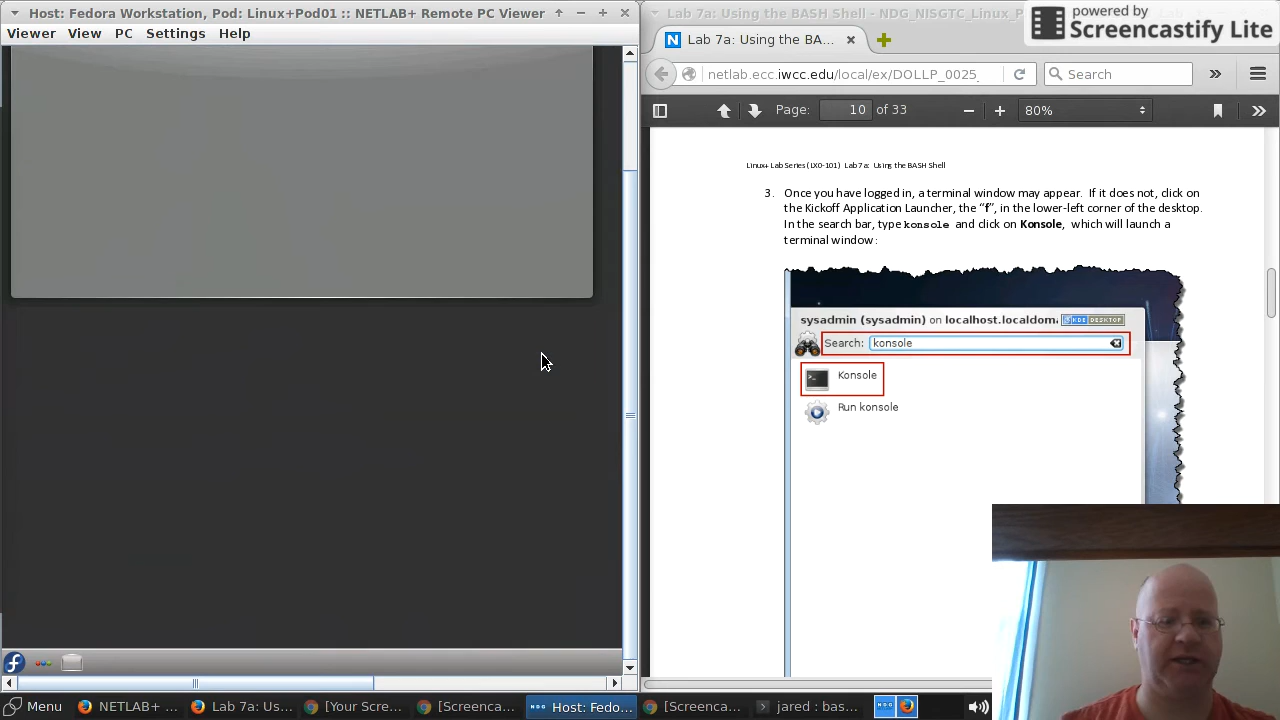 Host: Fedora Workstation, Pod: Linux+Pod01 :: NETLAB+ Remote PC Viewer
Viewer View PC Settings Help
Lab 7a: Using the BASH Shell - NDG_NISGTC_Linux_P
powered by
Screencastify Lite
Lab 7a: Using the BA...
netlab.ecc.iwcc.edu/local/ex/DOLLP_0025_
Search
Page: 10 of 33
80%
Linux+ Lab Series (LX0-101) Lab 7a: Using the BASH Shell
3. Once you have logged in, a terminal window may appear. If it does not, click on
the Kickoff Application Launcher, the “f”, in the lower-left corner of the desktop.
In the search bar, type konsole and click on Konsole, which will launch a
terminal window:
sysadmin (sysadmin) on localhost.localdoma
KDE DESKTOP
Search: konsole
Konsole
Run konsole
Menu
NETLAB+ ...
Lab 7a: Us...
[Your Scre...
[Screenca...
NDG Host: Fedo...
[Screenca...
jared : bas...
NDG